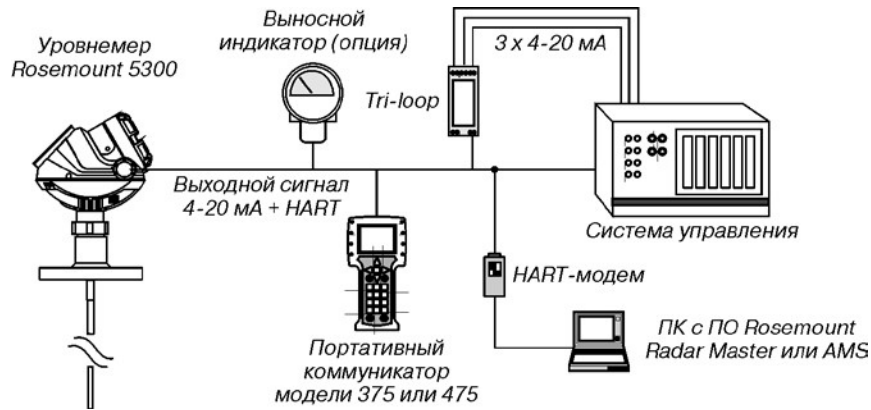 Уровнемер
Rosemount 5300
Выносной
индикатор (опция)
Tri-loop
3 x 4-20 мА
Выходной сигнал
4-20 мА + HART
Система управления
HART-модем
Портативный
коммуникатор
модели 375 или 475
ПК с ПО Rosemount
Radar Master или AMS